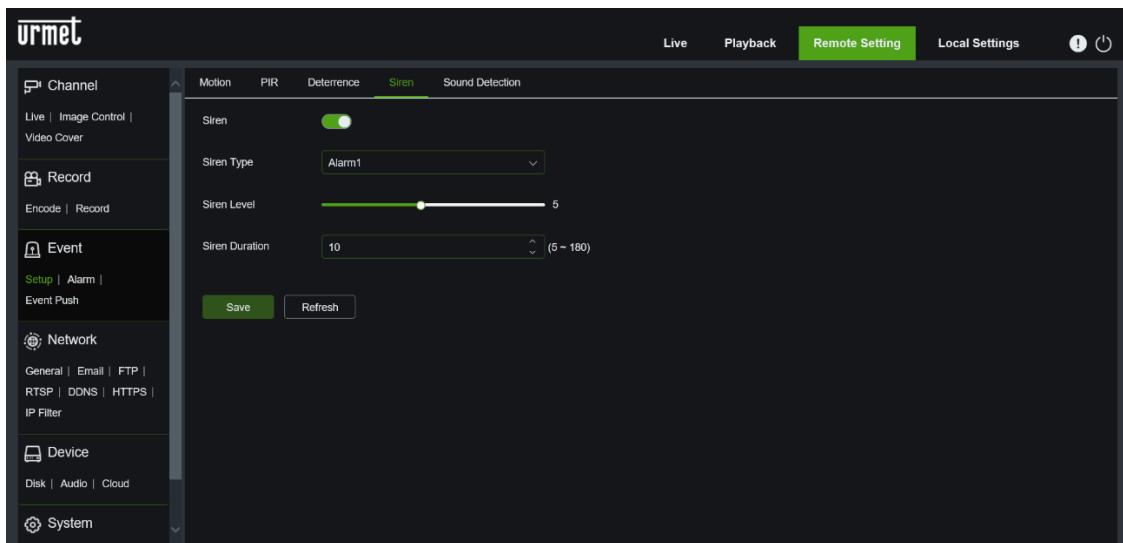 urmet
Live Playback Remote Setting Local Settings
Channel
Live | Image Control |
Video Cover
Record
Encode | Record
Event
Setup | Alarm |
Event Push
Network
General | Email | FTP |
RTSP | DDNS | HTTPS |
IP Filter
Device
Disk | Audio | Cloud
System
Motion PIR Deterrence Siren Sound Detection
Siren
Siren Type Alarm1
Siren Level 5
Siren Duration 10 (5 ~ 180)
Save Refresh